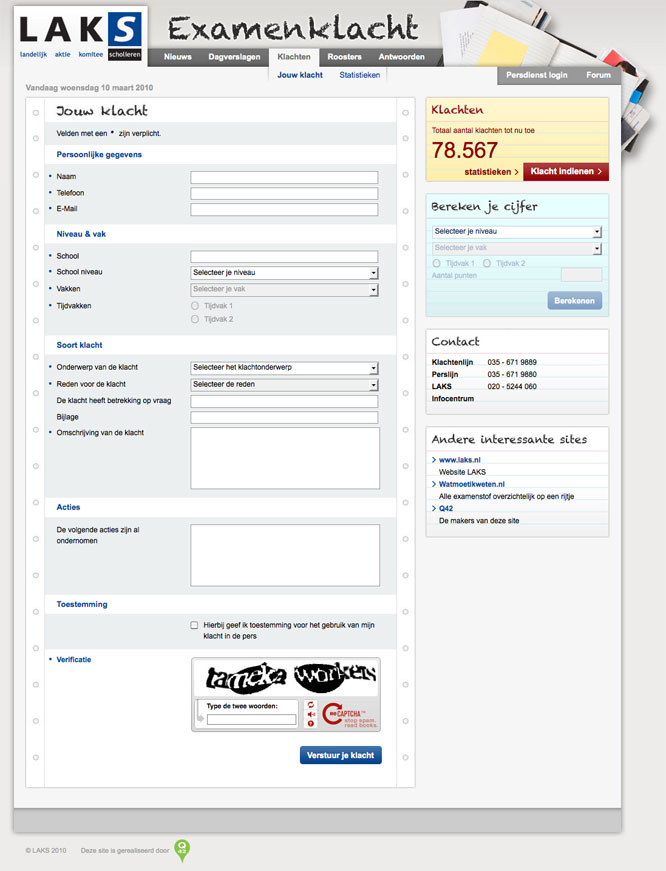 LAKS
landelijk aktie komitee scholieren
Examenklacht
Nieuws Dagverslagen Klachten Roosters Antwoorden
Jouw klacht Statistieken
Persdienst login Forum
Vandaag woensdag 10 maart 2010
Jouw klacht
Velden met een * zijn verplicht.
Persoonlijke gegevens
Naam
Telefoon
E-Mail
Niveau & vak
School
School niveau Selecteer je niveau
Vakken Selecteer je vak
Tijdvakken Tijdvak 1
Tijdvak 2
Soort klacht
Onderwerp van de klacht Selecteer het klachtonderwerp
Reden voor de klacht Selecteer de reden
De klacht heeft betrekking op vraag
Bijlage
Omschrijving van de klacht
Acties
De volgende acties zijn al
ondernomen
Toestemming
Hierbij geef ik toestemming voor het gebruik van mijn
klacht in de pers
Verificatie
tameka workers
Type de twee woorden:
reCAPTCHA™
stop spam.
read books.
Verstuur je klacht
Klachten
Totaal aantal klachten tot nu toe
78.567
statistieken > Klacht indienen >
Bereken je cijfer
Selecteer je niveau
Selecteer je vak
Tijdvak 1 Tijdvak 2
Aantal punten
Berekenen
Contact
Klachtenlijn 035 - 671 9889
Perslijn 035 - 671 9880
LAKS 020 - 5244 060
Infocentrum
Andere interessante sites
> www.laks.nl
Website LAKS
> Watmoetikweten.nl
Alle examenstof overzichtelijk op een rijtje
> Q42
De makers van deze site
© LAKS 2010 Deze site is gerealiseerd door Q42